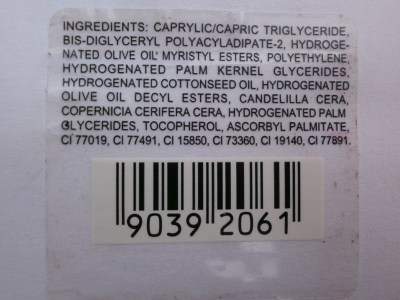 INGREDIENTS: CAPRYLIC/CAPRIC TRIGLYCERIDE,
BIS-DIGLYCERYL POLYACYLADIPATE-2, HYDROGE-
NATED OLIVE OIL MYRISTYL ESTERS, POLYETHYLENE,
HYDROGENATED PALM KERNEL GLYCERIDES,
HYDROGENATED COTTONSEED OIL, HYDROGENATED
OLIVE OIL DECYL ESTERS, CANDELILLA CERA,
COPERNICIA CERIFERA CERA, HYDROGENATED PALM
GLYCERIDES, TOCOPHEROL, ASCORBYL PALMITATE,
CI 77019, CI 77491, CI 15850, CI 73360, CI 19140, CI 77891.
9039 2061